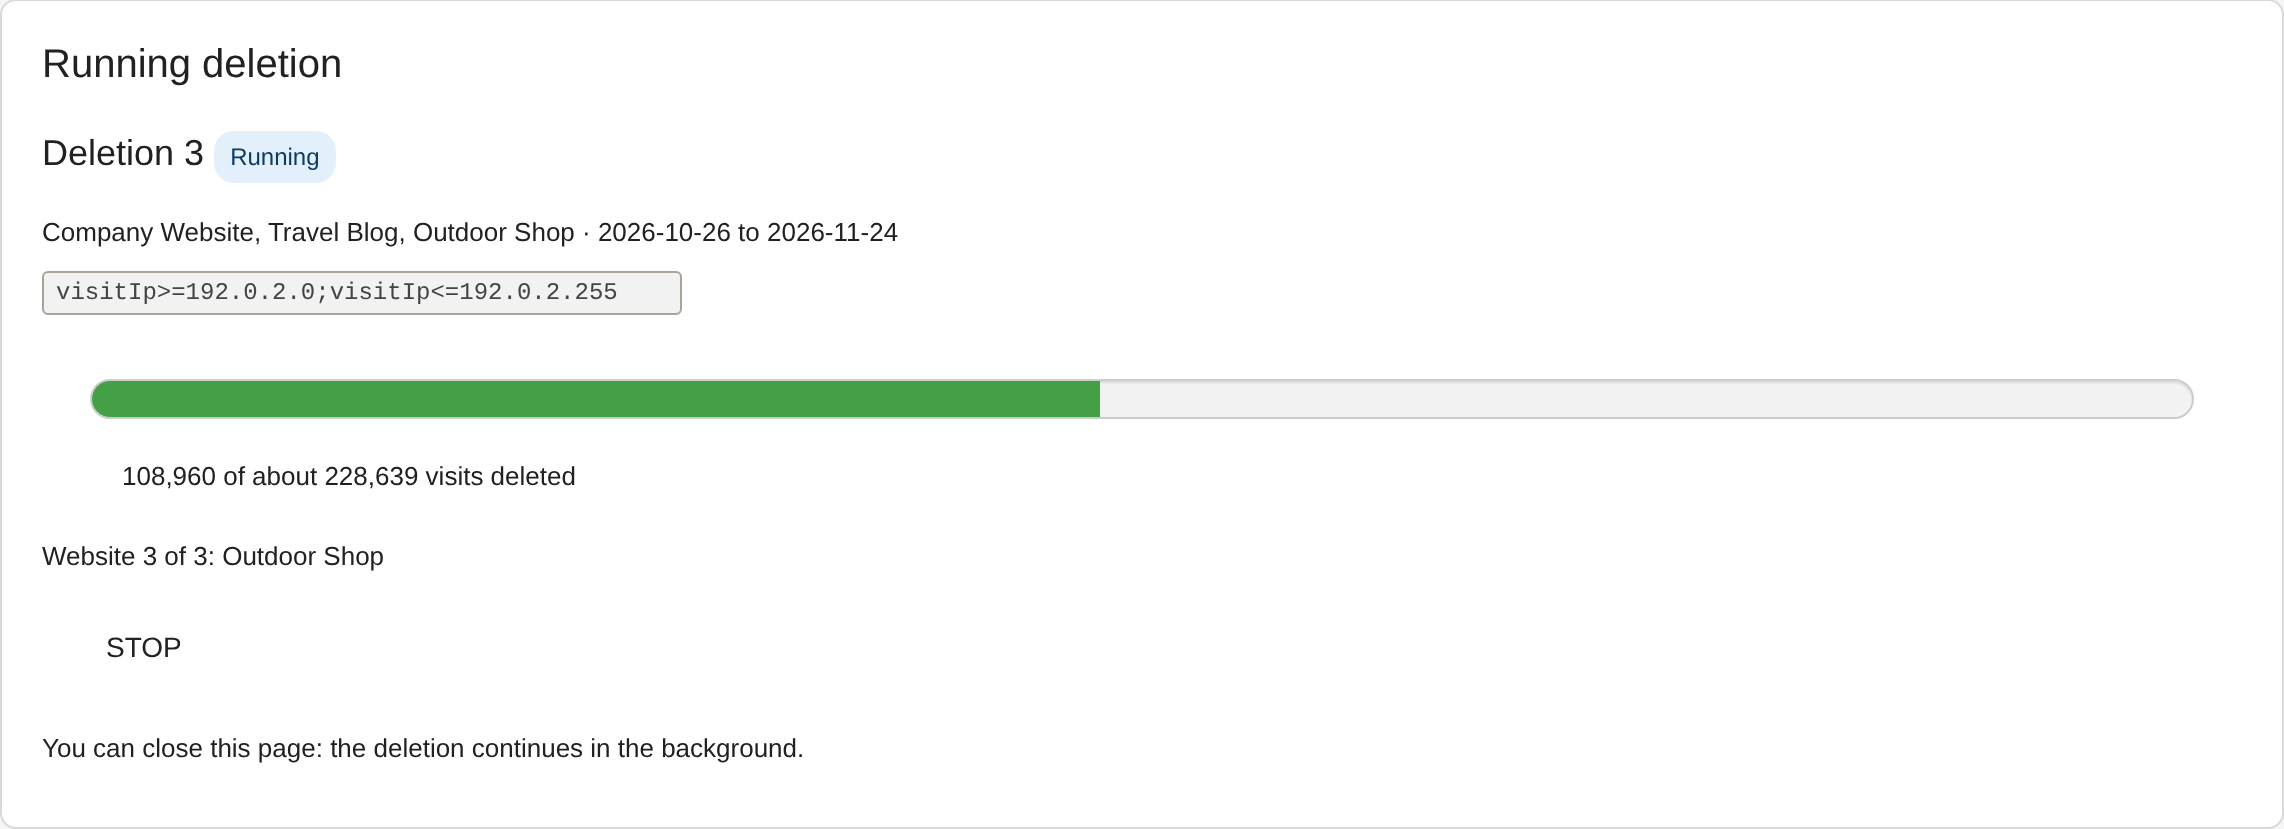 Running deletion
Deletion 3 Running
Company Website, Travel Blog, Outdoor Shop · 2026-10-26 to 2026-11-24
visitIp>=192.0.2.0;visitIp<=192.0.2.255
108,960 of about 228,639 visits deleted
Website 3 of 3: Outdoor Shop
STOP
You can close this page: the deletion continues in the background.